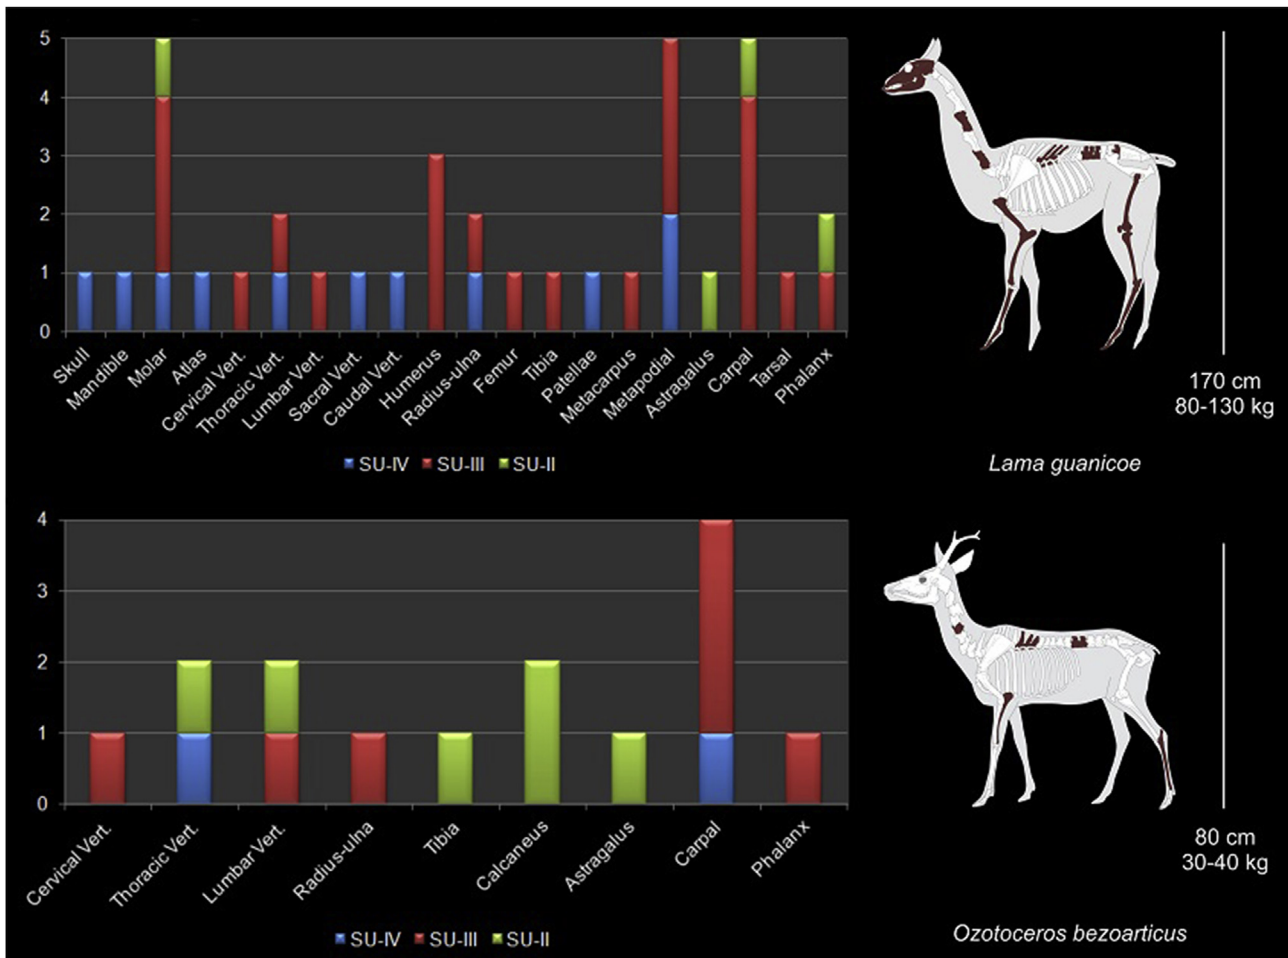 5
4
3
2
1
0
Skull
Mandible
Molar
Atlas
Cervical Vert.
Thoracic Vert.
Lumbar Vert.
Sacral Vert.
Caudal Vert.
Humerus
Radius-ulna
Femur
Tibia
Patellae
Metacarpus
Metapodial
Astragalus
Carpal
Tarsal
Phalanx
SU-IV SU-III SU-II
170 cm
80-130 kg
Lama guanicoe
4
3
2
1
0
Cervical Vert.
Thoracic Vert.
Lumbar Vert.
Radius-ulna
Tibia
Calcaneus
Astragalus
Carpal
Phalanx
SU-IV SU-III SU-II
80 cm
30-40 kg
Ozotoceros bezoarticus